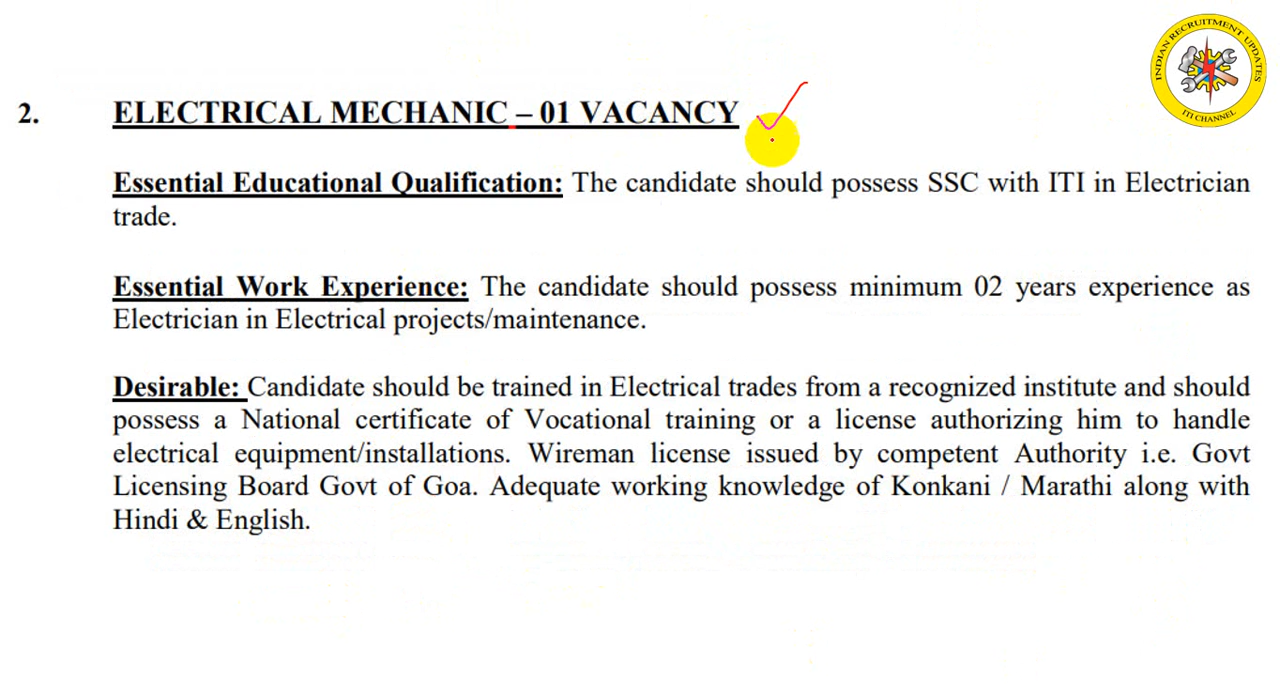 INDIAN RECRUITMENT UPDATES
ITI CHANNEL
2. ELECTRICAL MECHANIC – 01 VACANCY
Essential Educational Qualification: The candidate should possess SSC with ITI in Electrician
trade.
Essential Work Experience: The candidate should possess minimum 02 years experience as
Electrician in Electrical projects/maintenance.
Desirable: Candidate should be trained in Electrical trades from a recognized institute and should
possess a National certificate of Vocational training or a license authorizing him to handle
electrical equipment/installations. Wireman license issued by competent Authority i.e. Govt
Licensing Board Govt of Goa. Adequate working knowledge of Konkani / Marathi along with
Hindi & English.